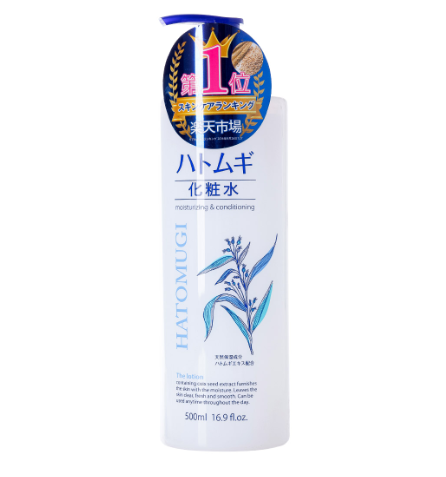 第1位
スキンケアランキング
楽天市場
ハトムギ
化粧水
moisturizing & conditioning
HATOMUGI
天然保湿成分
ハトムギエキス配合
The lotion
containing coix seed extract furnishes
the skin with the moisture. Leaves the
skin clear, fresh and smooth. Can be
used anytime throughout the day.
500ml 16.9 fl.oz.